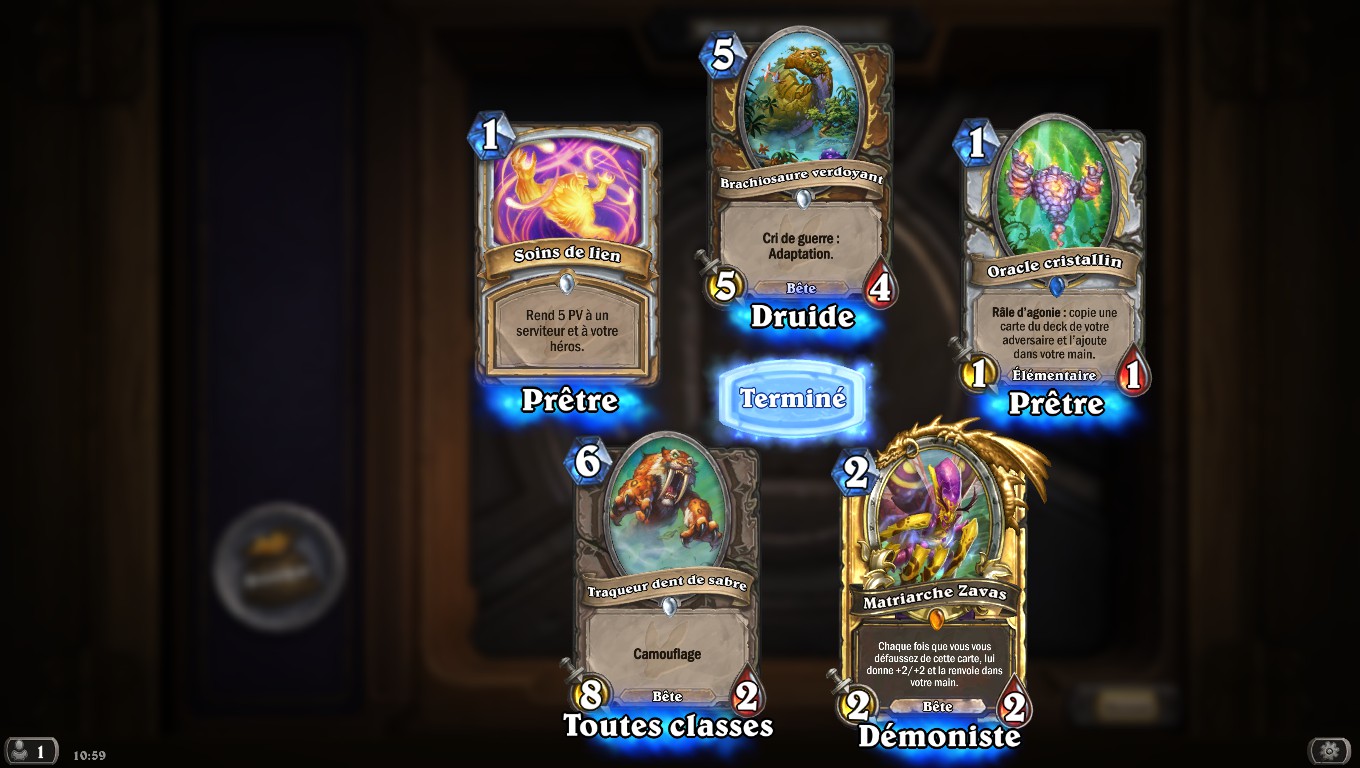 1
Soins de lien
Rend 5 PV à un
serviteur et à votre
héros.
Prêtre
5
Brachiosaure verdoyant
Cri de guerre :
Adaptation.
5
Bête
4
Druide
1
Oracle cristallin
Râle d'agonie : copie une
carte du deck de votre
adversaire et l'ajoute
dans votre main.
1
Élémentaire
1
Prêtre
Terminé
6
Traqueur dent de sabre
Camouflage
8
Bête
2
Toutes classes
2
Matriarche Zavas
Chaque fois que vous vous
défaussez de cette carte, lui
donne +2/+2 et la renvoie dans
votre main.
2
Bête
2
Démoniste
1
10:59